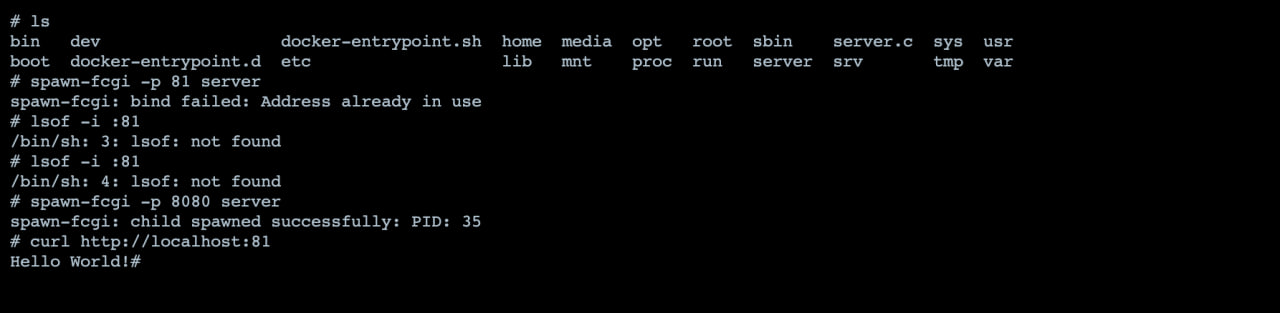 # ls
bin   dev                  docker-entrypoint.sh  home  media  opt   root  sbin    server.c  sys  usr
boot  docker-entrypoint.d  etc                   lib   mnt    proc  run   server  srv       tmp  var
# spawn-fcgi -p 81 server
spawn-fcgi: bind failed: Address already in use
# lsof -i :81
/bin/sh: 3: lsof: not found
# lsof -i :81
/bin/sh: 4: lsof: not found
# spawn-fcgi -p 8080 server
spawn-fcgi: child spawned successfully: PID: 35
# curl http://localhost:81
Hello World!#